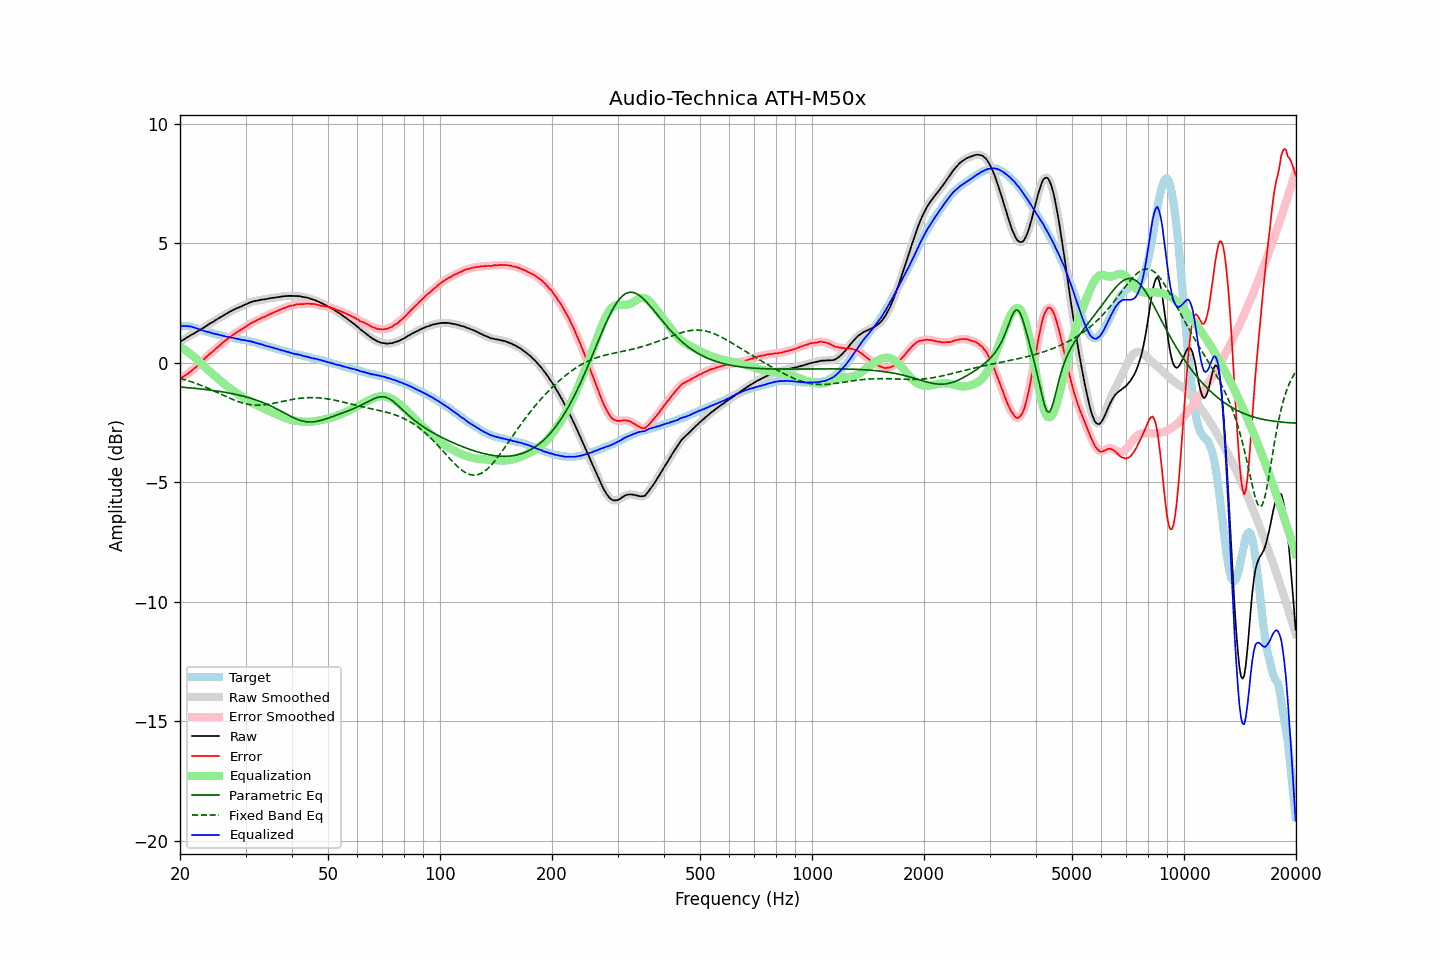 Audio-Technica ATH-M50x
10
5
0
−5
−10
−15
−20
Amplitude (dBr)
Target
Raw Smoothed
Error Smoothed
Raw
Error
Equalization
Parametric Eq
Fixed Band Eq
Equalized
20 50 100 200 500 1000 2000 5000 10000 20000
Frequency (Hz)